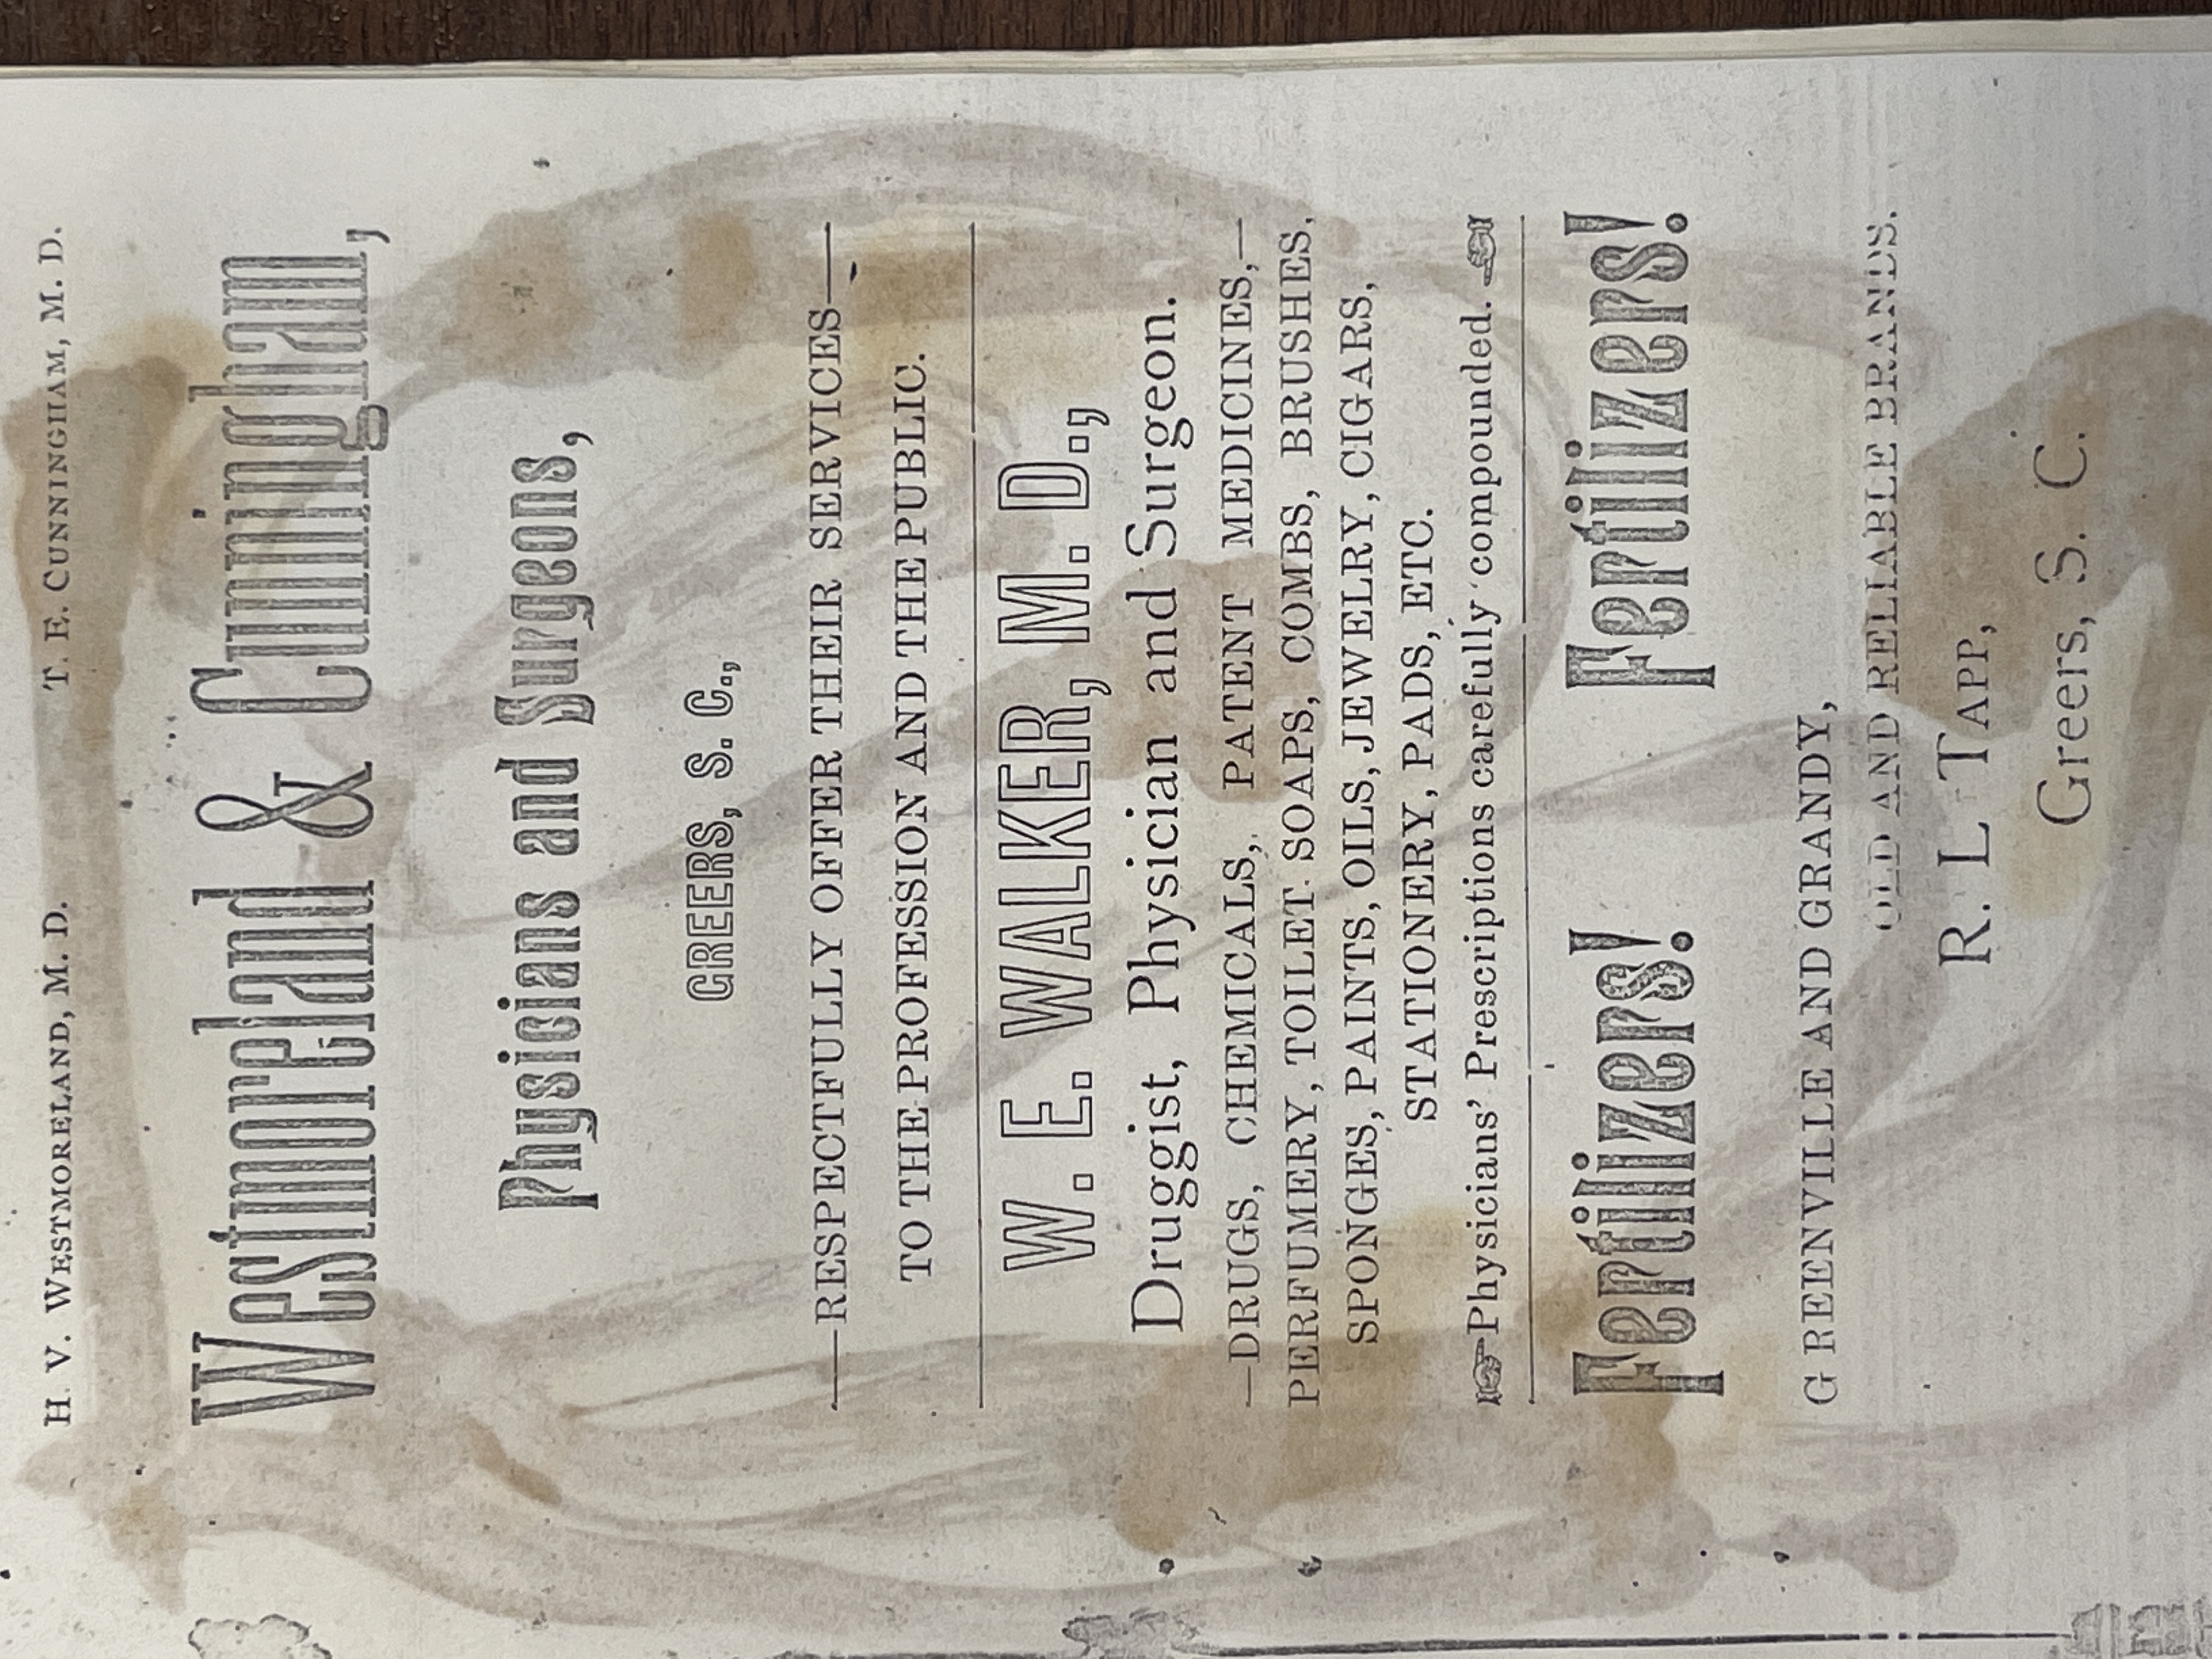 H. V. WESTMORELAND, M. D. T. E. CUNNINGHAM, M. D.
Westmoreland & Cunningham,
Physicians and Surgeons,
GREERS, S. C.,
—RESPECTFULLY OFFER THEIR SERVICES—
TO THE PROFESSION AND THE PUBLIC.
W. E. WALKER, M. D.,
Druggist, Physician and Surgeon.
—DRUGS, CHEMICALS, PATENT MEDICINES,—
PERFUMERY, TOILET SOAPS, COMBS, BRUSHES,
SPONGES, PAINTS, OILS, JEWELRY, CIGARS,
STATIONERY, PADS, ETC.
☞Physicians' Prescriptions carefully compounded.☜
Fertilizers! Fertilizers!
GREENVILLE AND GRANDY,
OLD AND RELIABLE BRANDS.
R. L TAPP,
Greers, S. C.